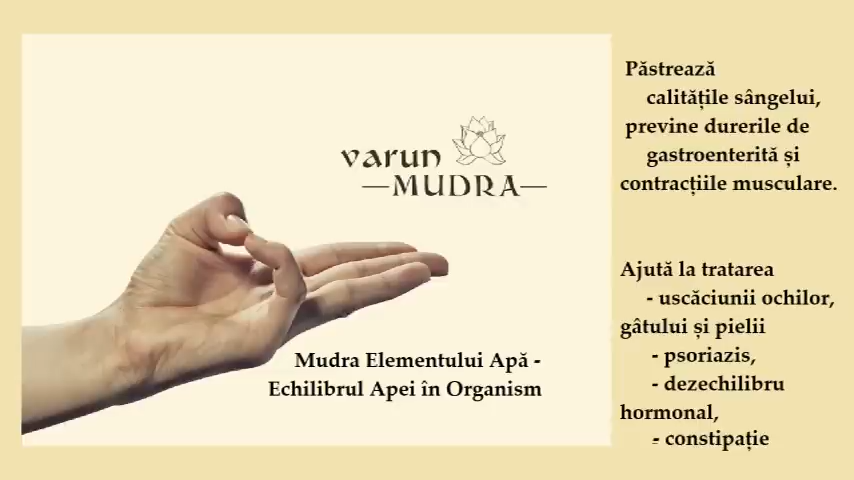 varun
—MUDRA—
Mudra Elementului Apă -
Echilibrul Apei în Organism
Păstrează
calitățile sângelui,
previne durerile de
gastroenterită și
contracțiile musculare.
Ajută la tratarea
- uscăciunii ochilor,
gâtului și pielii
- psoriazis,
- dezechilibru
hormonal,
- constipație